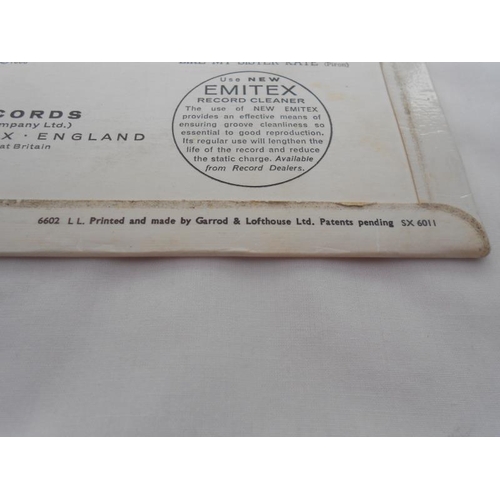 Use NEW
EMITEX
RECORD CLEANER
The use of NEW EMITEX
provides an effective means of
ensuring groove cleanliness so
essential to good reproduction.
Its regular use will lengthen
the life of the record and reduce
the static charge. Available
from Record Dealers.
CORDS
ompany Ltd.)
X · ENGLAND
at Britain
6602 L L. Printed and made by Garrod & Lofthouse Ltd. Patents pending SX 6011